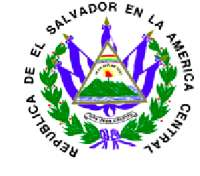 REPUBLICA DE EL SALVADOR EN LA AMERICA CENTRAL